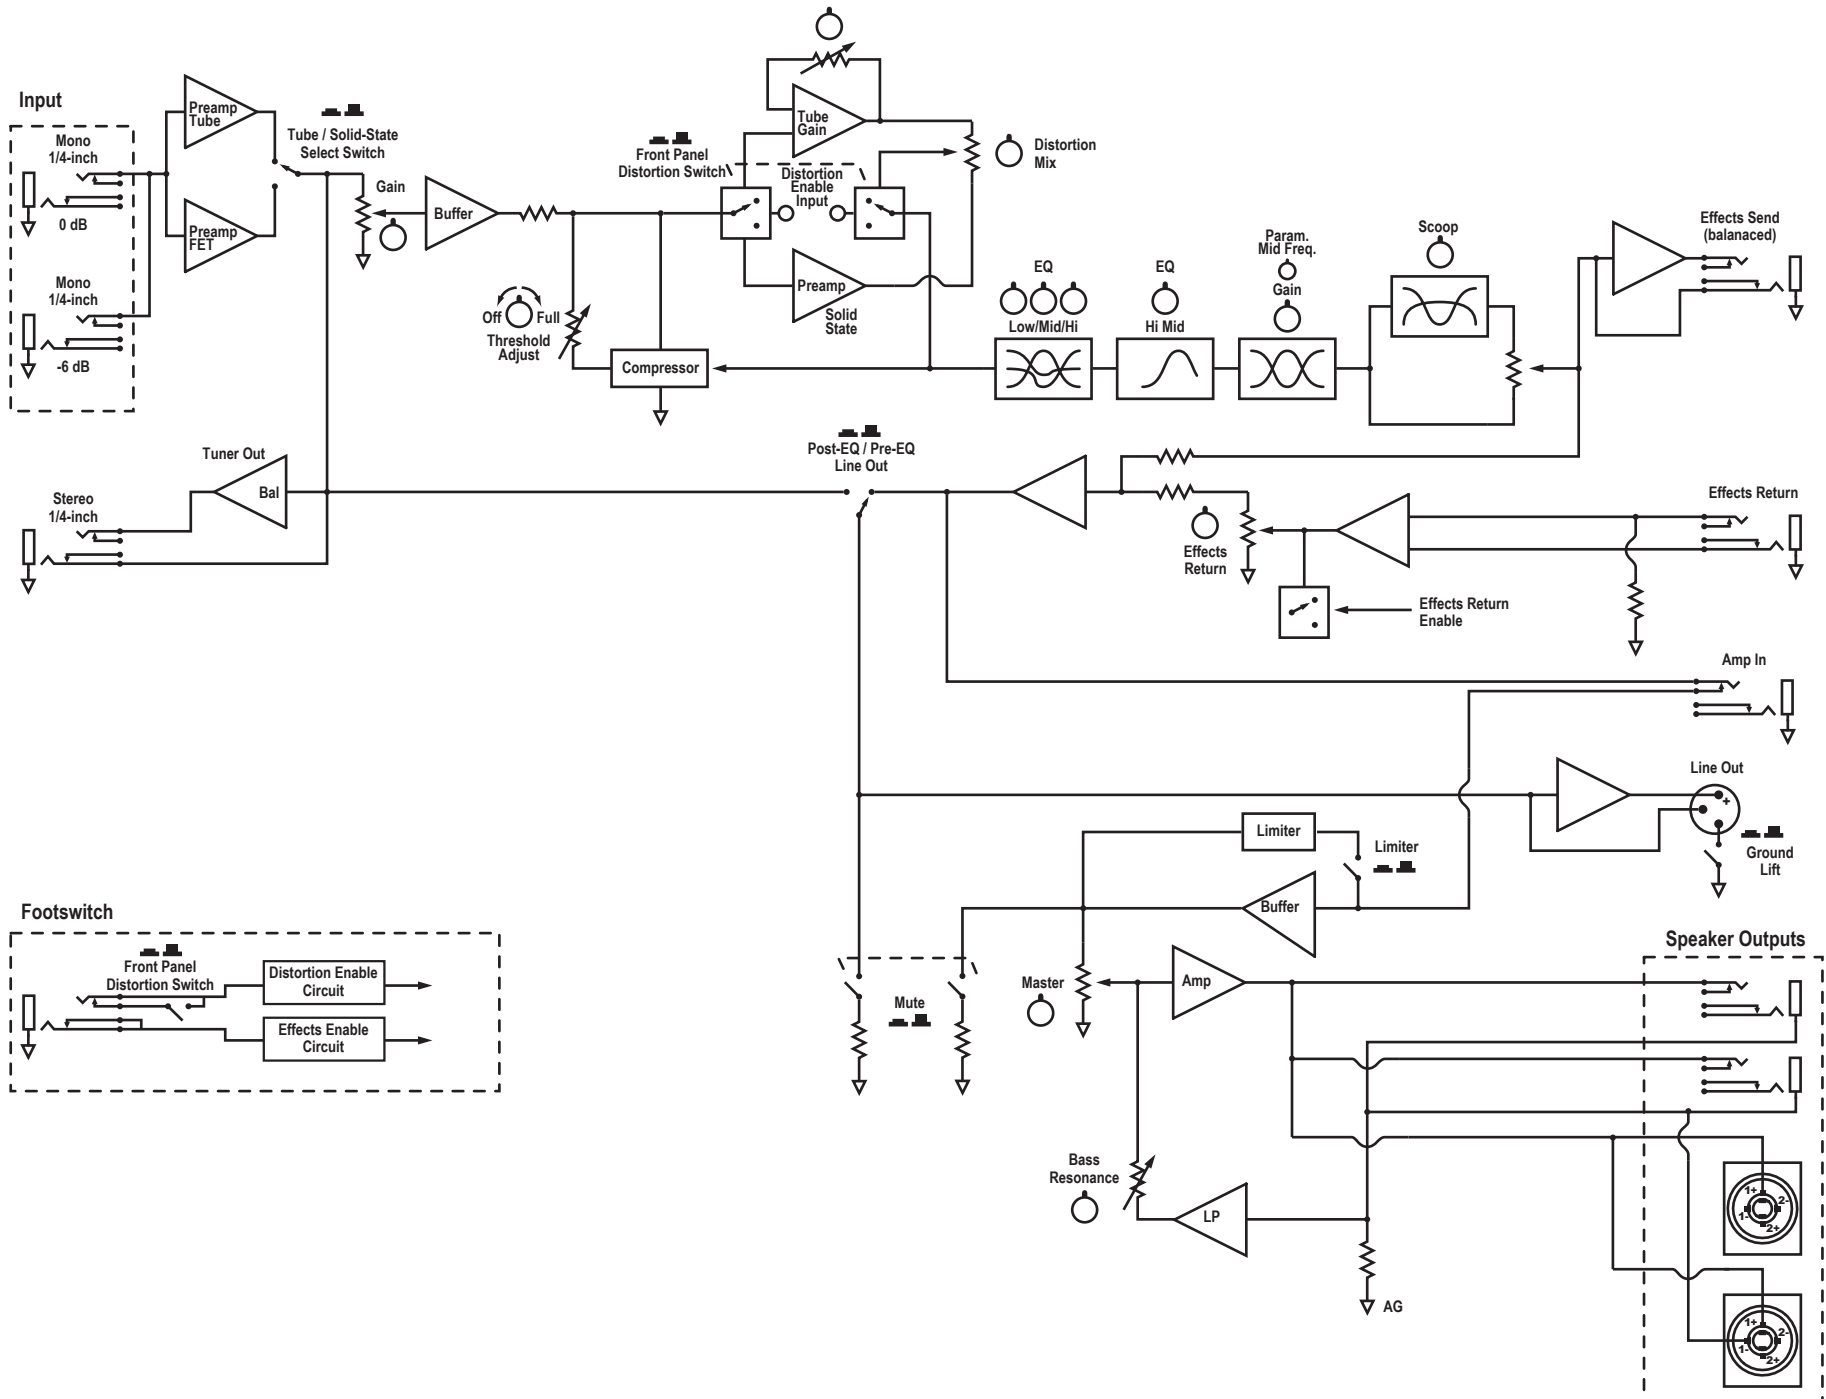 Input
Mono
1/4-inch
0 dB
Mono
1/4-inch
-6 dB
Preamp
Tube
Preamp
FET
Tube / Solid-State
Select Switch
Gain
Buffer
Off
Full
Threshold
Adjust
Compressor
Front Panel
Distortion Switch
Distortion
Enable
Input
Tube
Gain
Preamp
Solid
State
Distortion
Mix
EQ
Low/Mid/Hi
EQ
Hi Mid
Param.
Mid Freq.
Gain
Scoop
Effects Send
(balanaced)
Tuner Out
Bal
Stereo
1/4-inch
Post-EQ / Pre-EQ
Line Out
Effects
Return
Effects Return
Effects Return
Enable
Amp In
Line Out
+
Ground
Lift
Limiter
Limiter
Buffer
Footswitch
Front Panel
Distortion Switch
Distortion Enable
Circuit
Effects Enable
Circuit
Mute
Master
Amp
Speaker Outputs
Bass
Resonance
LP
AG
1+
2-
1-
2+
1+
2-
1-
2+